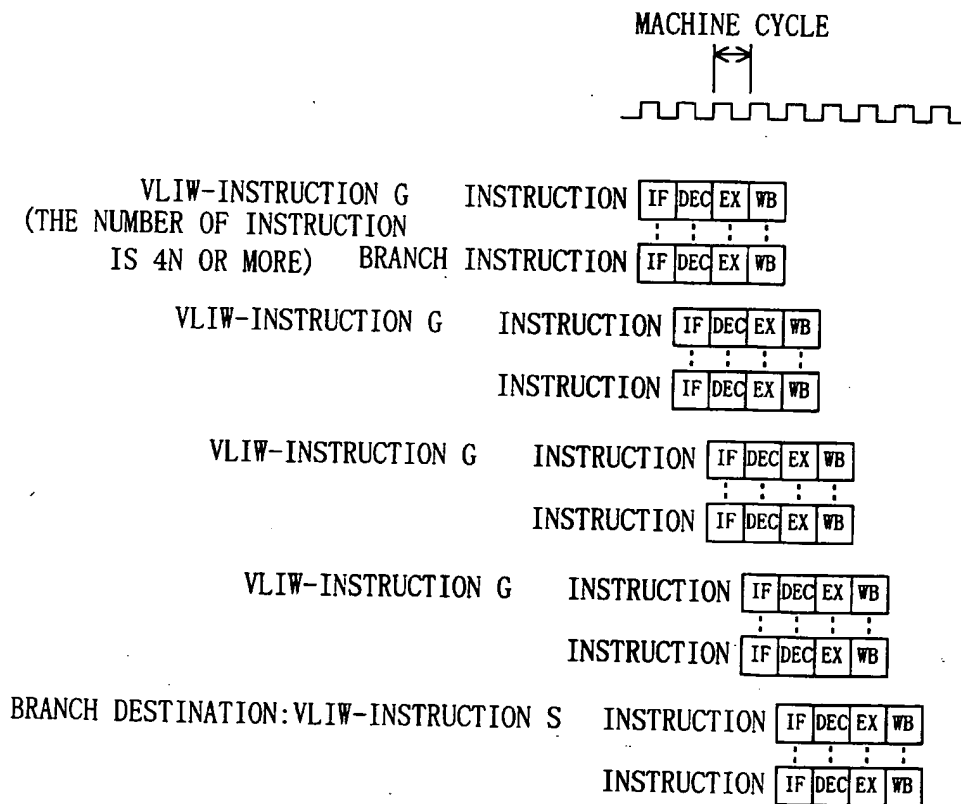 MACHINE CYCLE
VLIW-INSTRUCTION G INSTRUCTION IF DEC EX WB
(THE NUMBER OF INSTRUCTION
IS 4N OR MORE) BRANCH INSTRUCTION IF DEC EX WB
VLIW-INSTRUCTION G INSTRUCTION IF DEC EX WB
INSTRUCTION IF DEC EX WB
VLIW-INSTRUCTION G INSTRUCTION IF DEC EX WB
INSTRUCTION IF DEC EX WB
VLIW-INSTRUCTION G INSTRUCTION IF DEC EX WB
INSTRUCTION IF DEC EX WB
BRANCH DESTINATION:VLIW-INSTRUCTION S INSTRUCTION IF DEC EX WB
INSTRUCTION IF DEC EX WB